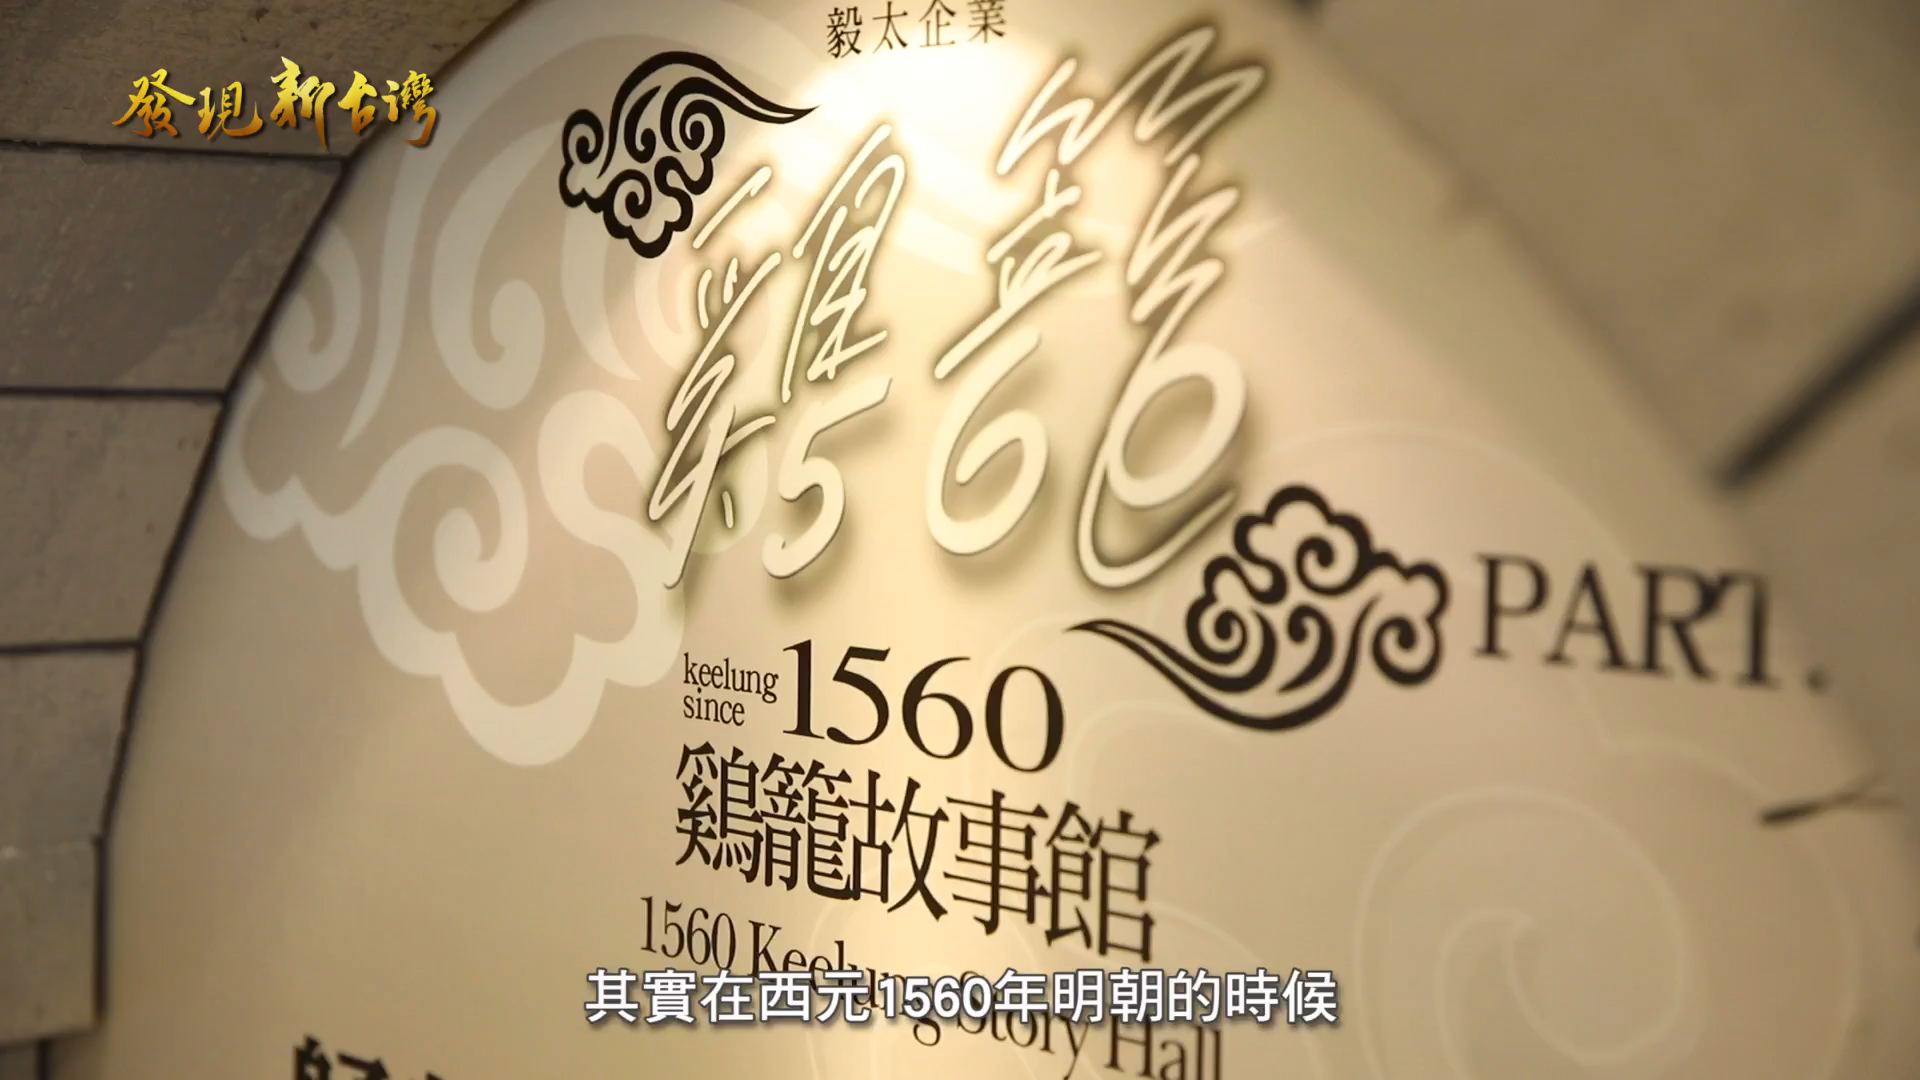 發現新台灣
毅太企業
雞籠
1560
PART.
keelung
since 1560
鷄籠故事館
1560 Keelung Story Hall
其實在西元1560年明朝的時候